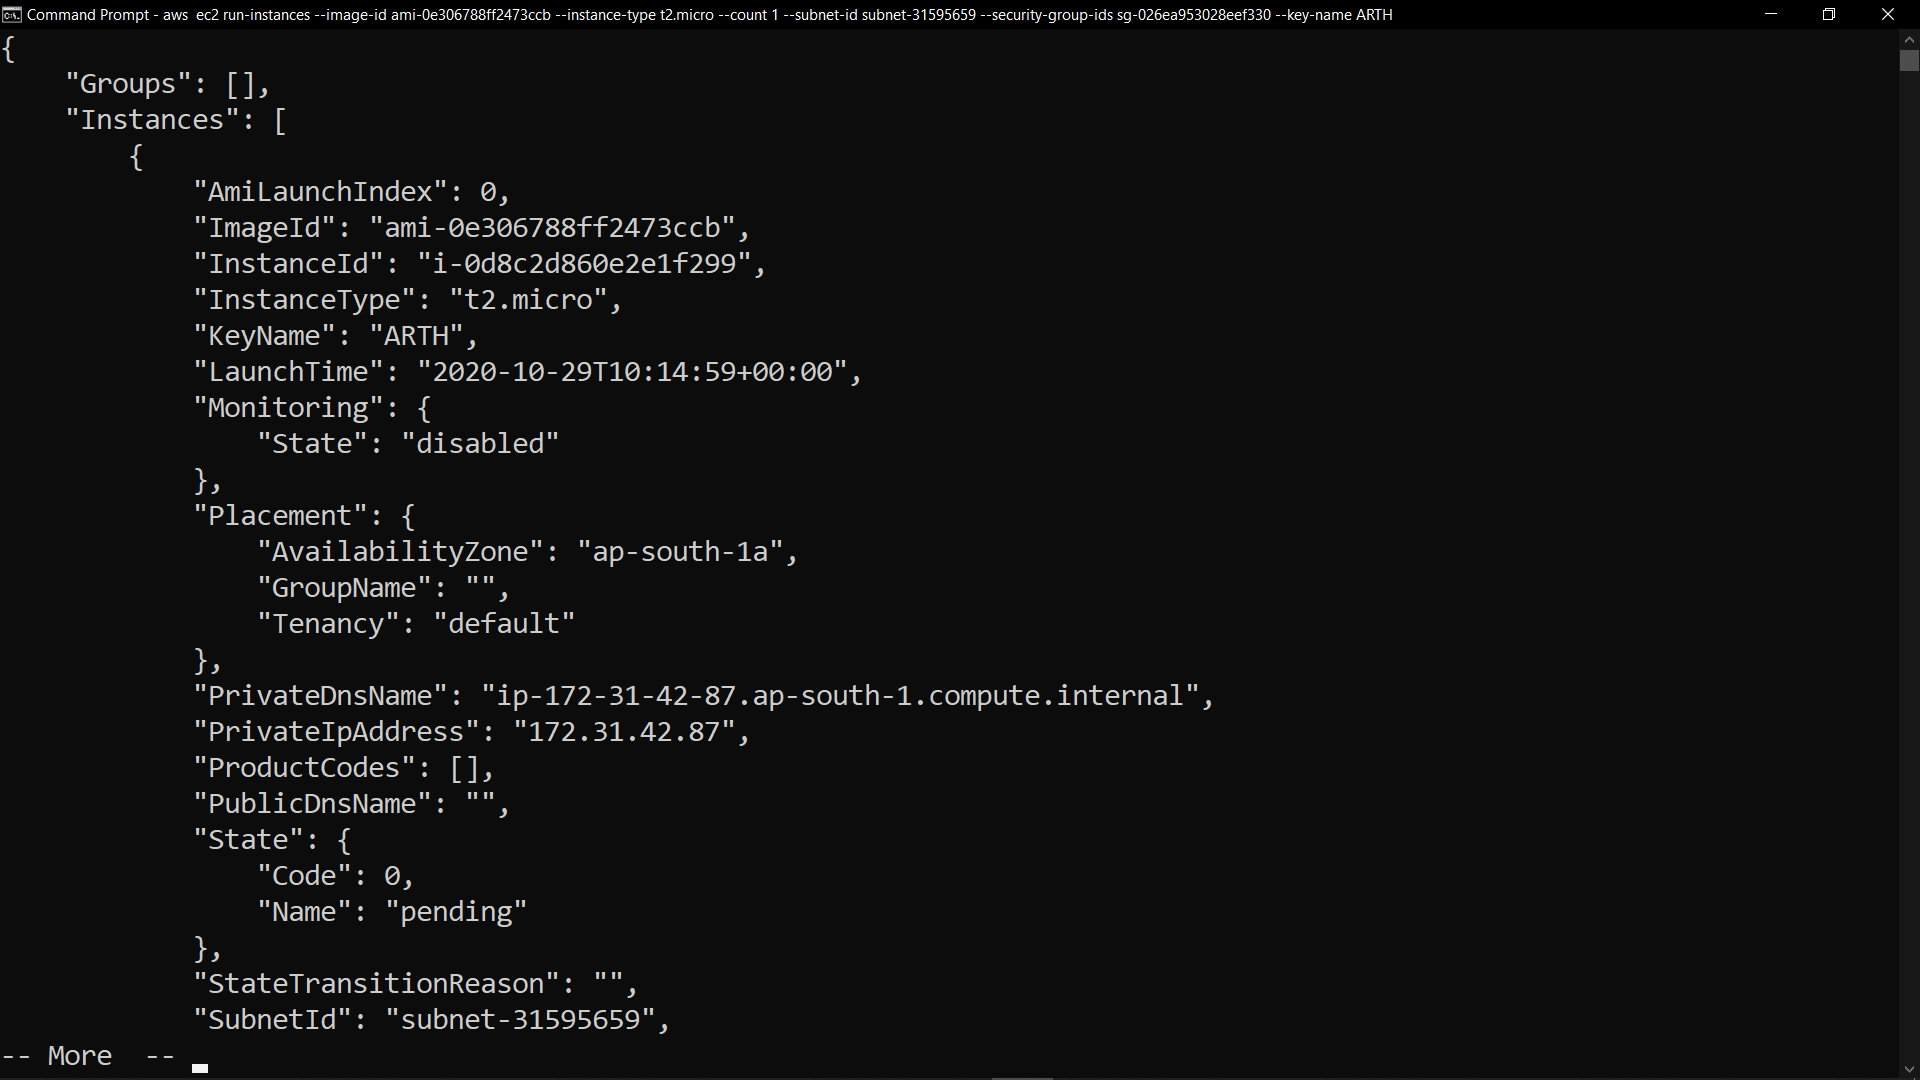 Command Prompt - aws  ec2 run-instances --image-id ami-0e306788ff2473ccb --instance-type t2.micro --count 1 --subnet-id subnet-31595659 --security-group-ids sg-026ea953028eef330 --key-name ARTH
{
    "Groups": [],
    "Instances": [
        {
            "AmiLaunchIndex": 0,
            "ImageId": "ami-0e306788ff2473ccb",
            "InstanceId": "i-0d8c2d860e2e1f299",
            "InstanceType": "t2.micro",
            "KeyName": "ARTH",
            "LaunchTime": "2020-10-29T10:14:59+00:00",
            "Monitoring": {
                "State": "disabled"
            },
            "Placement": {
                "AvailabilityZone": "ap-south-1a",
                "GroupName": "",
                "Tenancy": "default"
            },
            "PrivateDnsName": "ip-172-31-42-87.ap-south-1.compute.internal",
            "PrivateIpAddress": "172.31.42.87",
            "ProductCodes": [],
            "PublicDnsName": "",
            "State": {
                "Code": 0,
                "Name": "pending"
            },
            "StateTransitionReason": "",
            "SubnetId": "subnet-31595659",
-- More  --